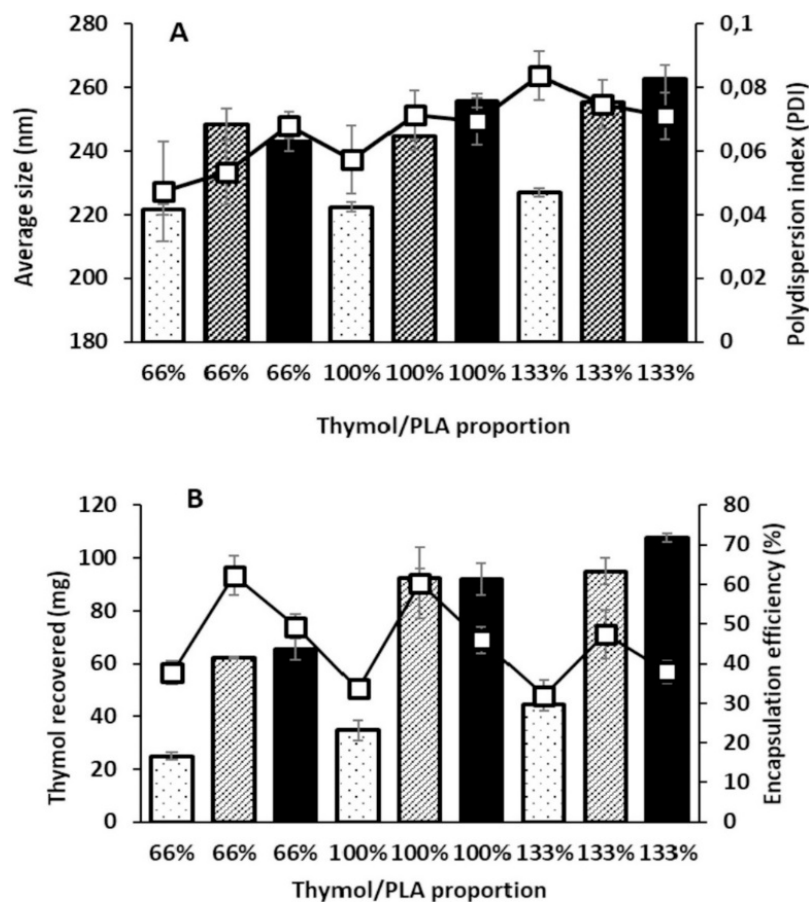 A
Average size (nm)
280
260
240
220
200
180
0,1
0,08
0,06
0,04
0,02
0
Polydispersion index (PDI)
66% 66% 66% 100% 100% 100% 133% 133% 133%
Thymol/PLA proportion
B
Thymol recovered (mg)
120
100
80
60
40
20
0
80
70
60
50
40
30
20
10
0
Encapsulation efficiency (%)
66% 66% 66% 100% 100% 100% 133% 133% 133%
Thymol/PLA proportion